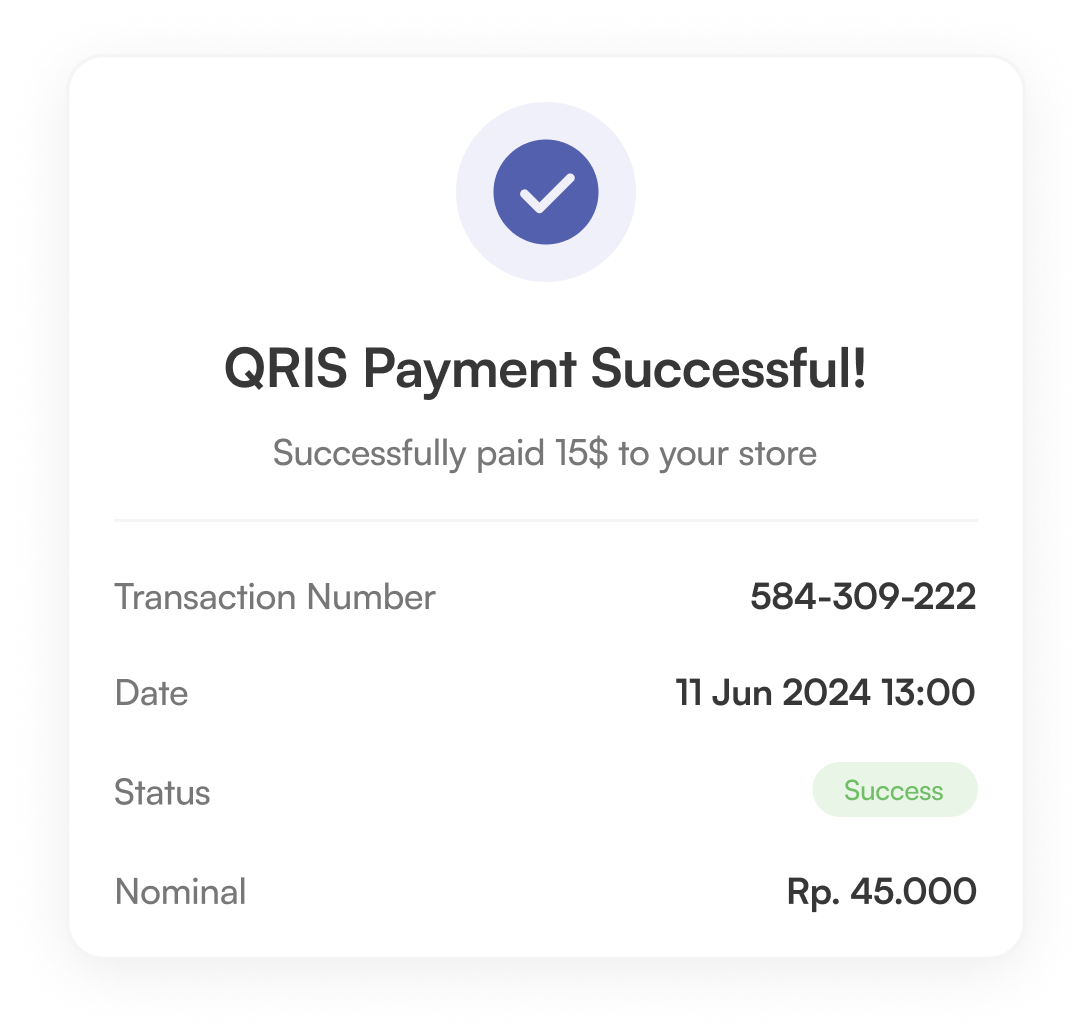 QRIS Payment Successful!
Successfully paid 15$ to your store
Transaction Number 584-309-222
Date 11 Jun 2024 13:00
Status Success
Nominal Rp. 45.000